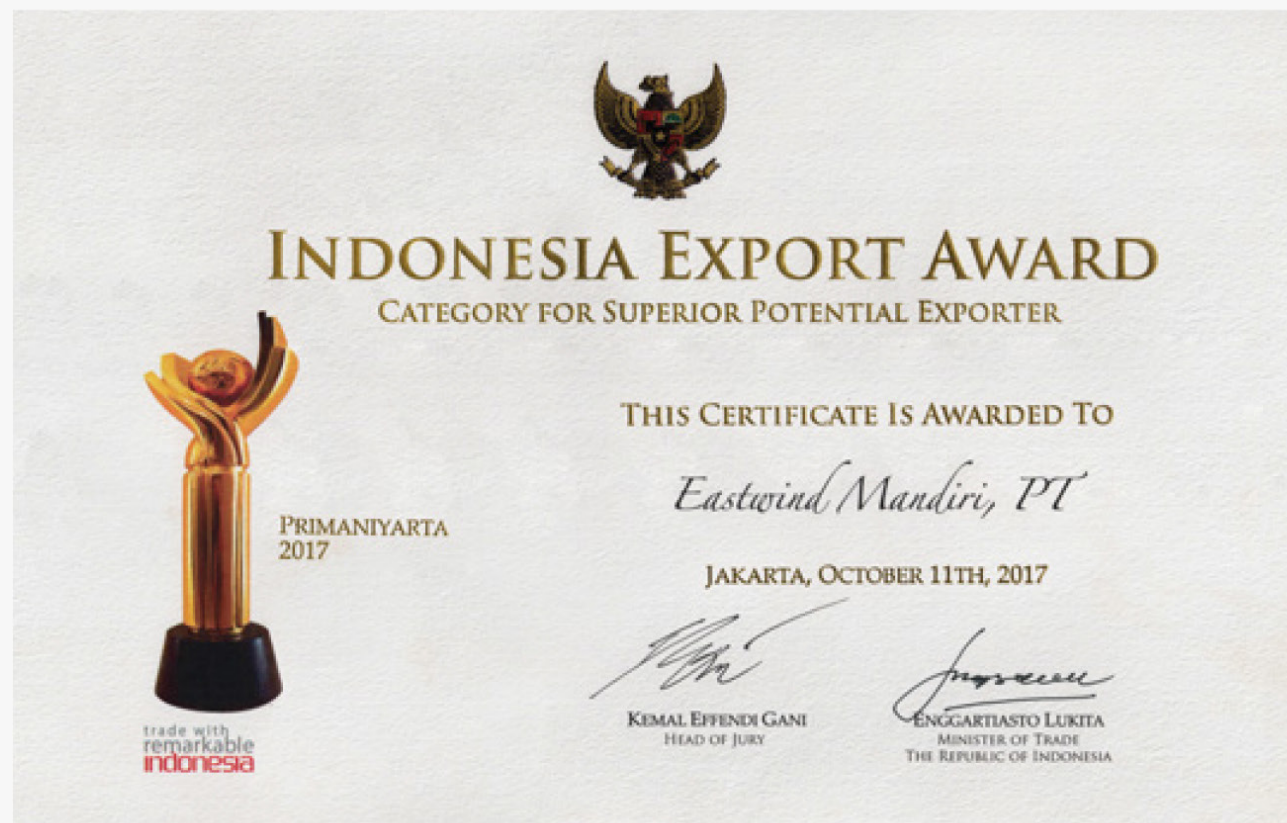 INDONESIA EXPORT AWARD
CATEGORY FOR SUPERIOR POTENTIAL EXPORTER
THIS CERTIFICATE IS AWARDED TO
Eastwind Mandiri, PT
PRIMANIYARTA
2017
JAKARTA, OCTOBER 11TH, 2017
KEMAL EFFENDI GANI
HEAD OF JURY
ENGGARTIASTO LUKITA
MINISTER OF TRADE
THE REPUBLIC OF INDONESIA
trade with
remarkable
indonesia